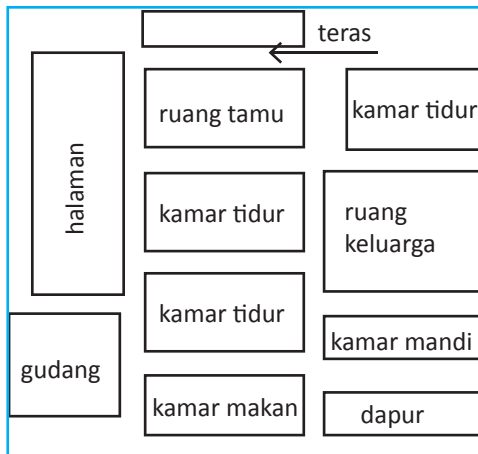 teras
ruang tamu
kamar tidur
halaman
kamar tidur
ruang
keluarga
kamar tidur
kamar mandi
gudang
kamar makan
dapur